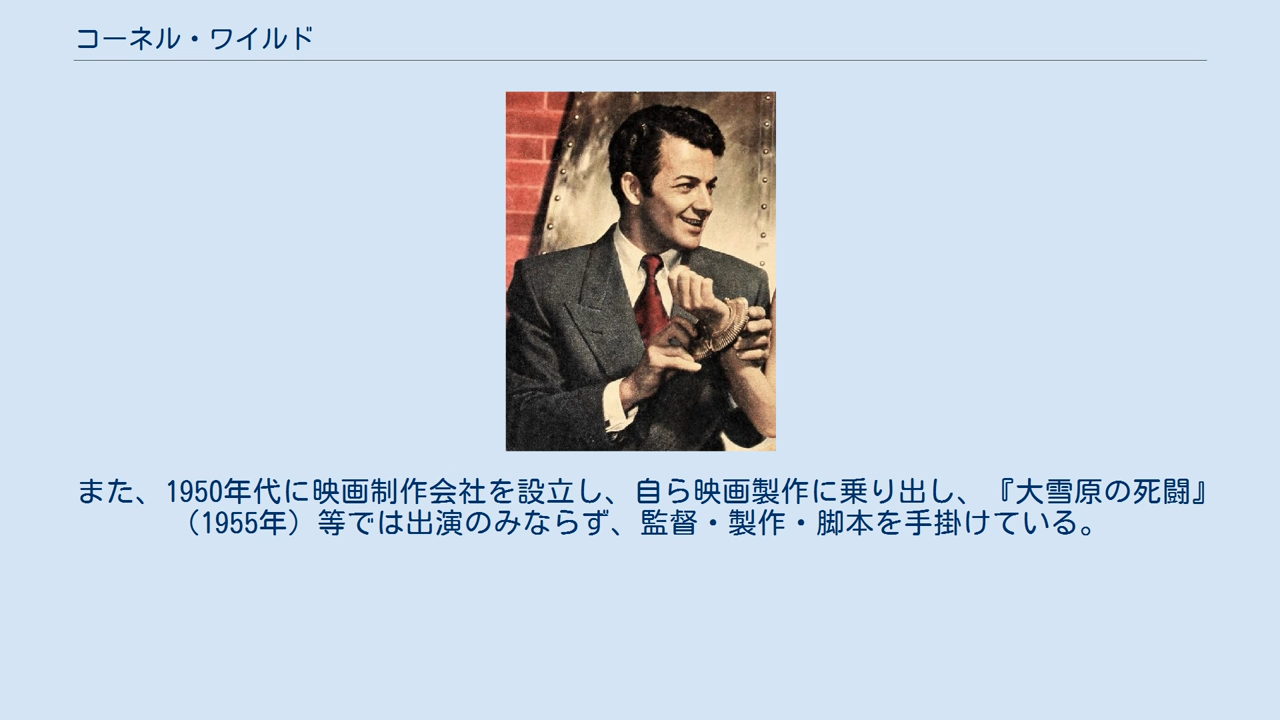 コーネル・ワイルド
また、1950年代に映画制作会社を設立し、自ら映画製作に乗り出し、『大雪原の死闘』
（1955年）等では出演のみならず、監督・製作・脚本を手掛けている。